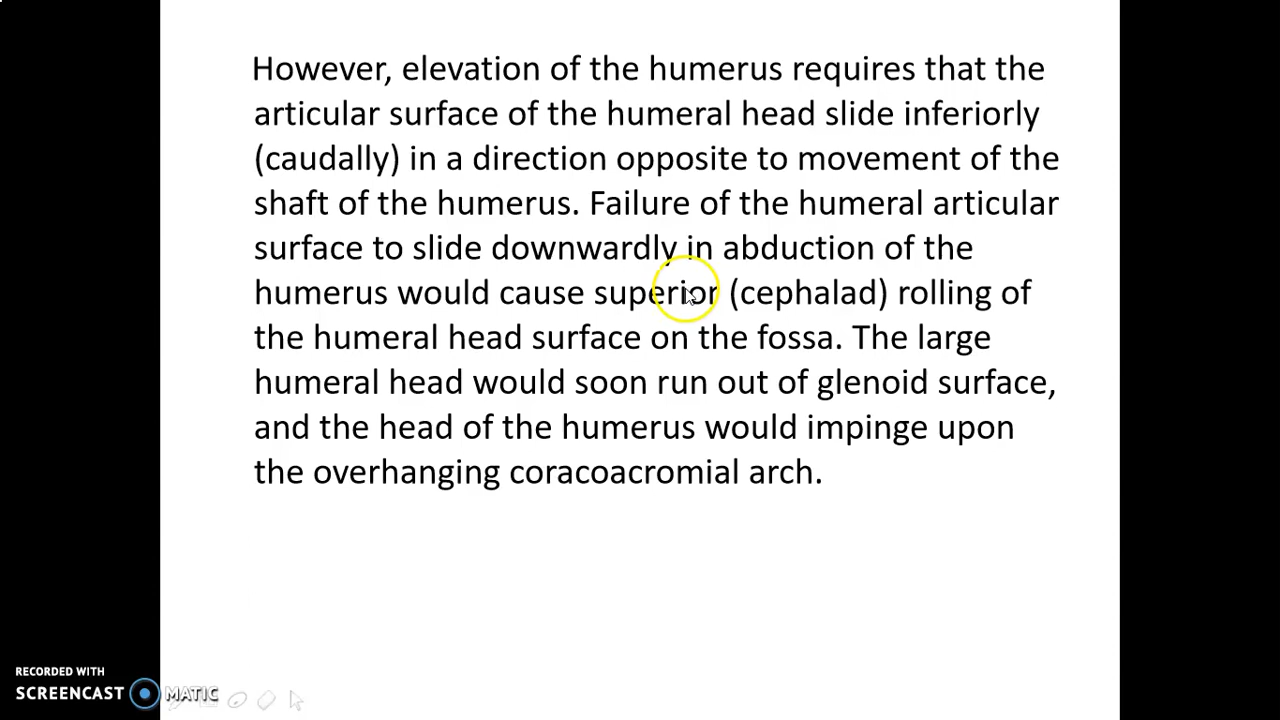 However, elevation of the humerus requires that the
articular surface of the humeral head slide inferiorly
(caudally) in a direction opposite to movement of the
shaft of the humerus. Failure of the humeral articular
surface to slide downwardly in abduction of the
humerus would cause superior (cephalad) rolling of
the humeral head surface on the fossa. The large
humeral head would soon run out of glenoid surface,
and the head of the humerus would impinge upon
the overhanging coracoacromial arch.
RECORDED WITH
SCREENCAST MATIC